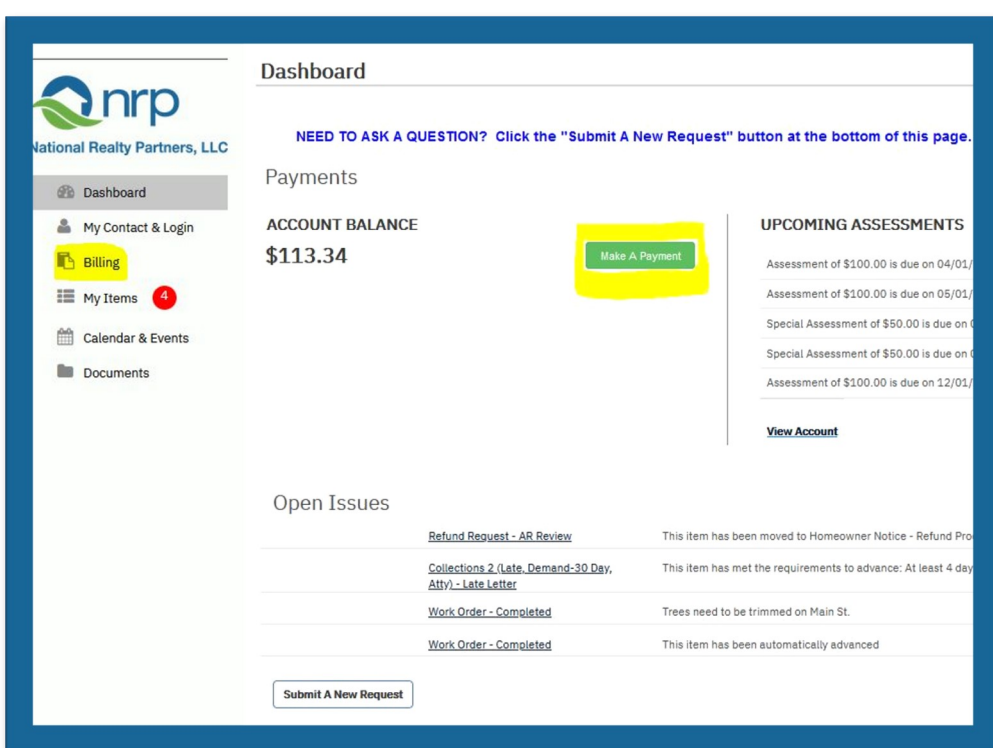 nrp
National Realty Partners, LLC
Dashboard
My Contact & Login
Billing
My Items 4
Calendar & Events
Documents
Dashboard
NEED TO ASK A QUESTION? Click the "Submit A New Request" button at the bottom of this page.
Payments
ACCOUNT BALANCE
$113.34
Make A Payment
UPCOMING ASSESSMENTS
Assessment of $100.00 is due on 04/01/
Assessment of $100.00 is due on 05/01/
Special Assessment of $50.00 is due on
Special Assessment of $50.00 is due on
Assessment of $100.00 is due on 12/01/
View Account
Open Issues
Refund Request - AR Review This item has been moved to Homeowner Notice - Refund
Collections 2 (Late, Demand-30 Day, This item has met the requirements to advance: At least 4 day
Atty) - Late Letter
Work Order - Completed Trees need to be trimmed on Main St.
Work Order - Completed This item has been automatically advanced
Submit A New Request